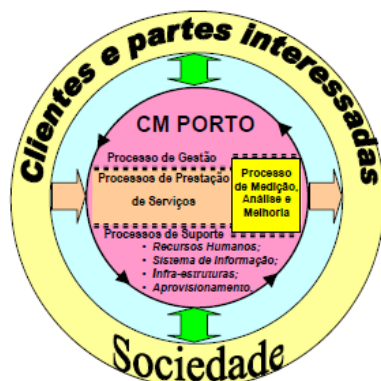 Clientes e partes interessadas
CM PORTO
Processo de Gestão
Processos de Prestação
de Serviços
Processo
de Medição,
Análise e
Melhoria
Processos de Suporte
• Recursos Humanos;
• Sistema de Informação;
• Infra-estruturas;
• Aprovisionamento.
Sociedade